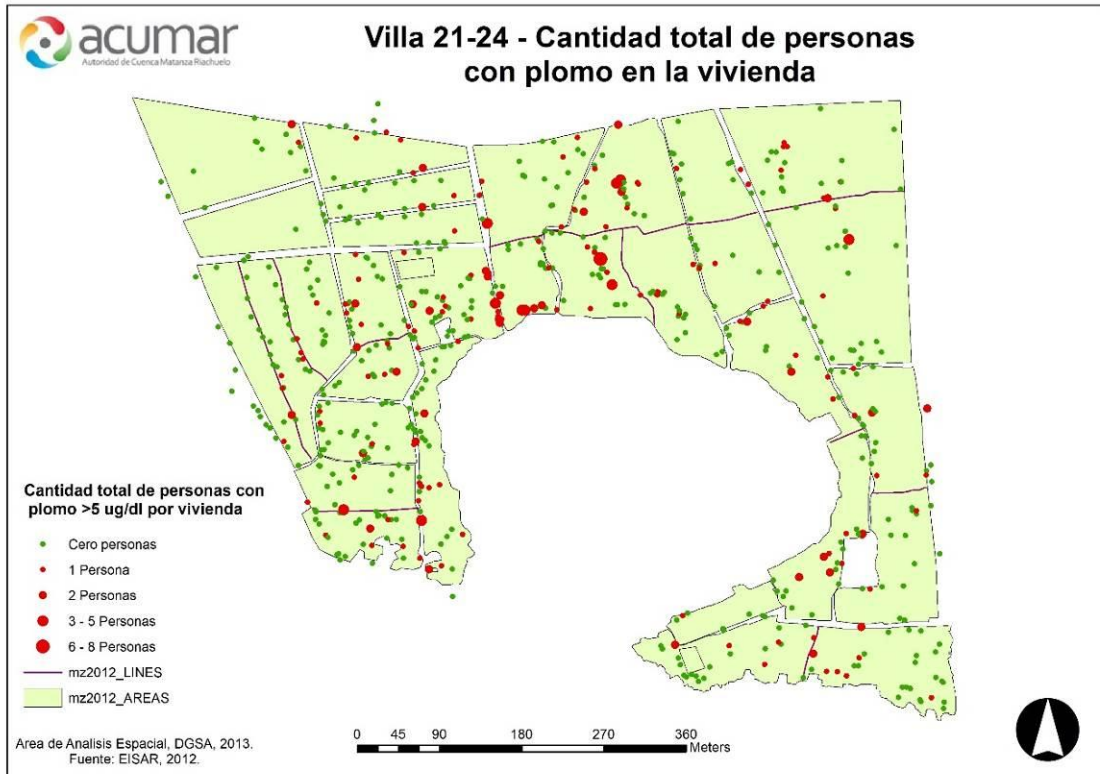 acumar
Autoridad de Cuenca Matanza Riachuelo
Villa 21-24 - Cantidad total de personas
con plomo en la vivienda
Cantidad total de personas con
plomo >5 ug/dl por vivienda
Cero personas
1 Persona
2 Personas
3 - 5 Personas
6 - 8 Personas
mz2012_LINES
mz2012_AREAS
Area de Analisis Espacial, DGSA, 2013.
Fuente: EISAR, 2012.
0 45 90 180 270 360
Meters